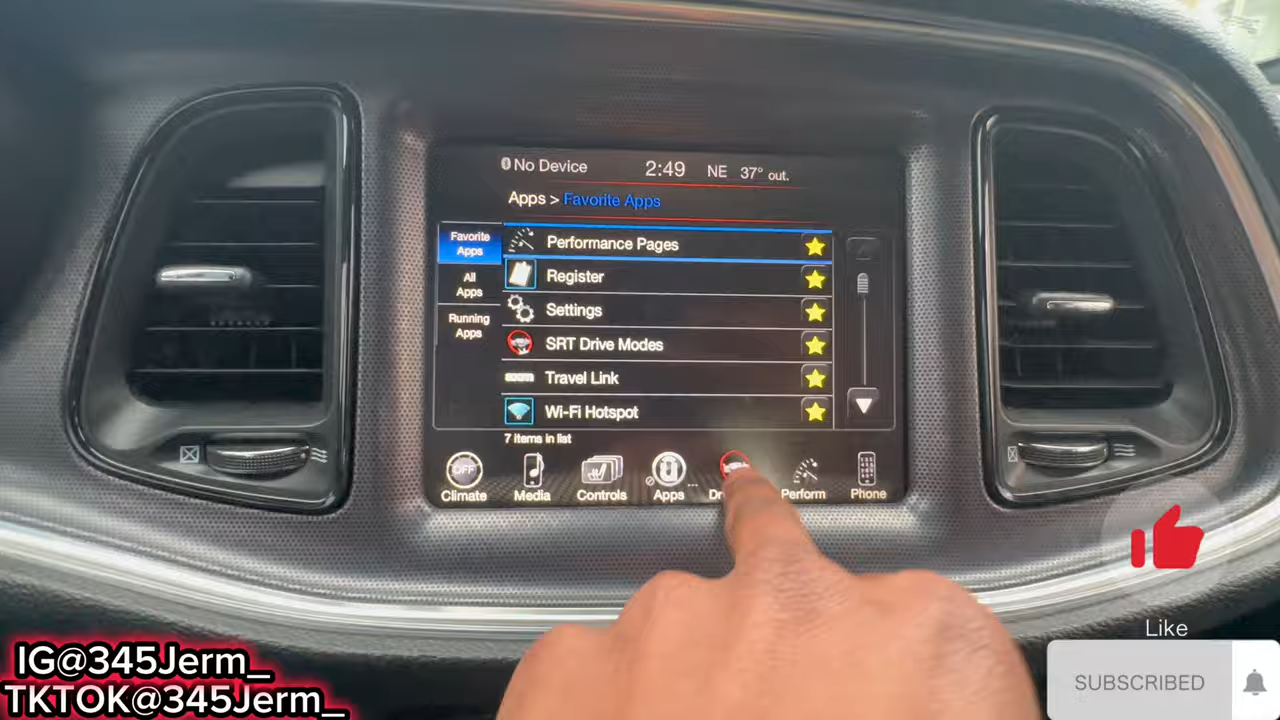 No Device 2:49 NE 37° out.
Apps > Favorite Apps
Favorite
Apps
All
Apps
Running
Apps
Performance Pages
Register
Settings
SRT Drive Modes
Travel Link
Wi-Fi Hotspot
7 items in list
OFF
Climate Media Controls Apps Perform Phone
Like
SUBSCRIBED
IG@345Jerm_
TKTOK@345Jerm_